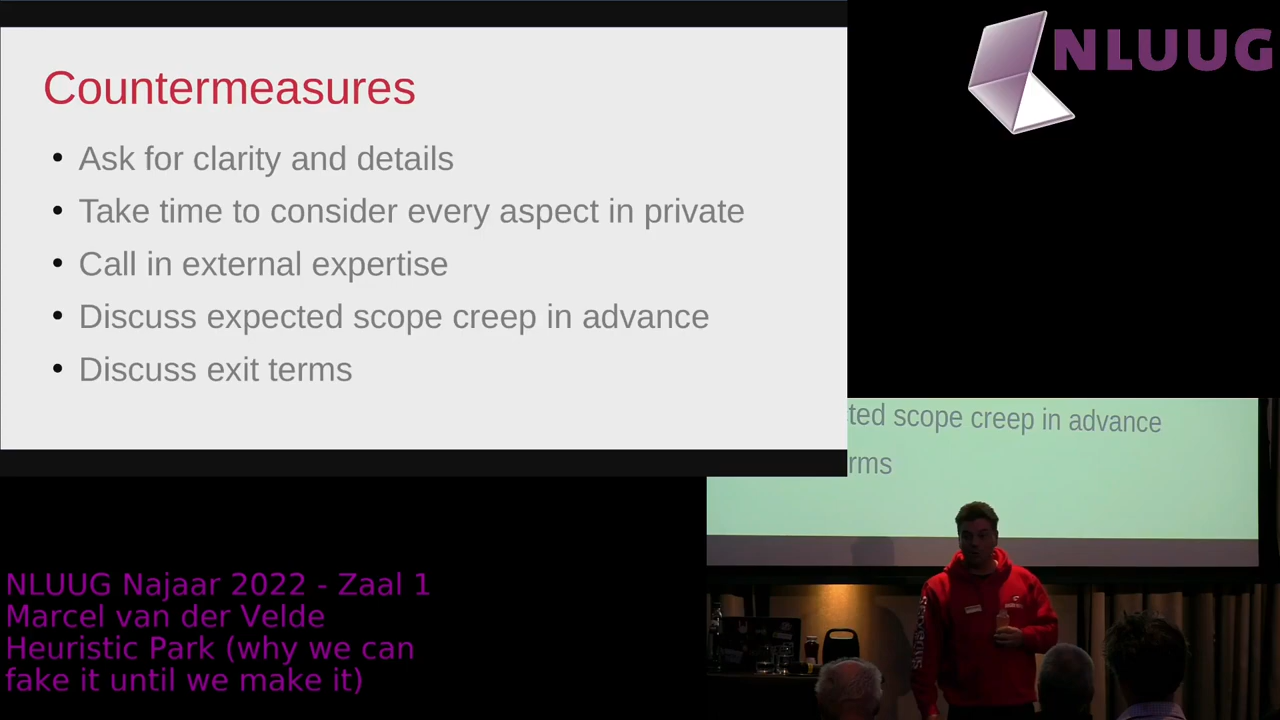 Countermeasures
NLUUG
• Ask for clarity and details
• Take time to consider every aspect in private
• Call in external expertise
• Discuss expected scope creep in advance
• Discuss exit terms
ted scope creep in advance
rms
NLUUG Najaar 2022 - Zaal 1
Marcel van der Velde
Heuristic Park (why we can
fake it until we make it)